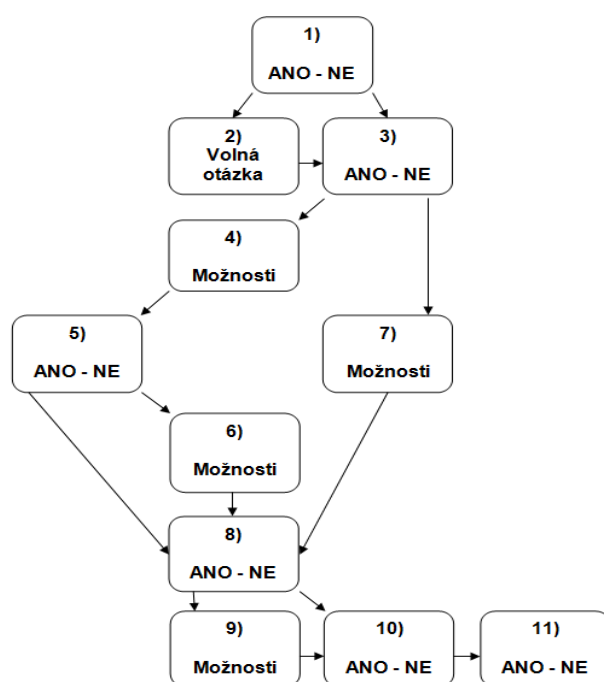 1)
ANO - NE
2)
Volná
otázka
3)
ANO - NE
4)
Možnosti
5)
ANO - NE
7)
Možnosti
6)
Možnosti
8)
ANO - NE
9)
Možnosti
10)
ANO - NE
11)
ANO - NE